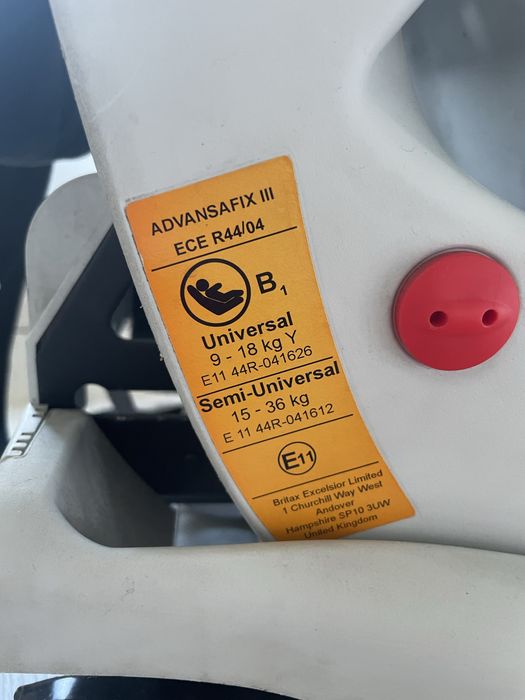 ADVANSAFIX III
ECE R44/04
B1
Universal
9 - 18 kg Y
E11 44R-041626
Semi-Universal
15 - 36 kg
E 11 44R-041612
E11
Britax Excelsior Limited
1 Churchill Way West
Andover
Hampshire SP10 3UW
United Kingdom